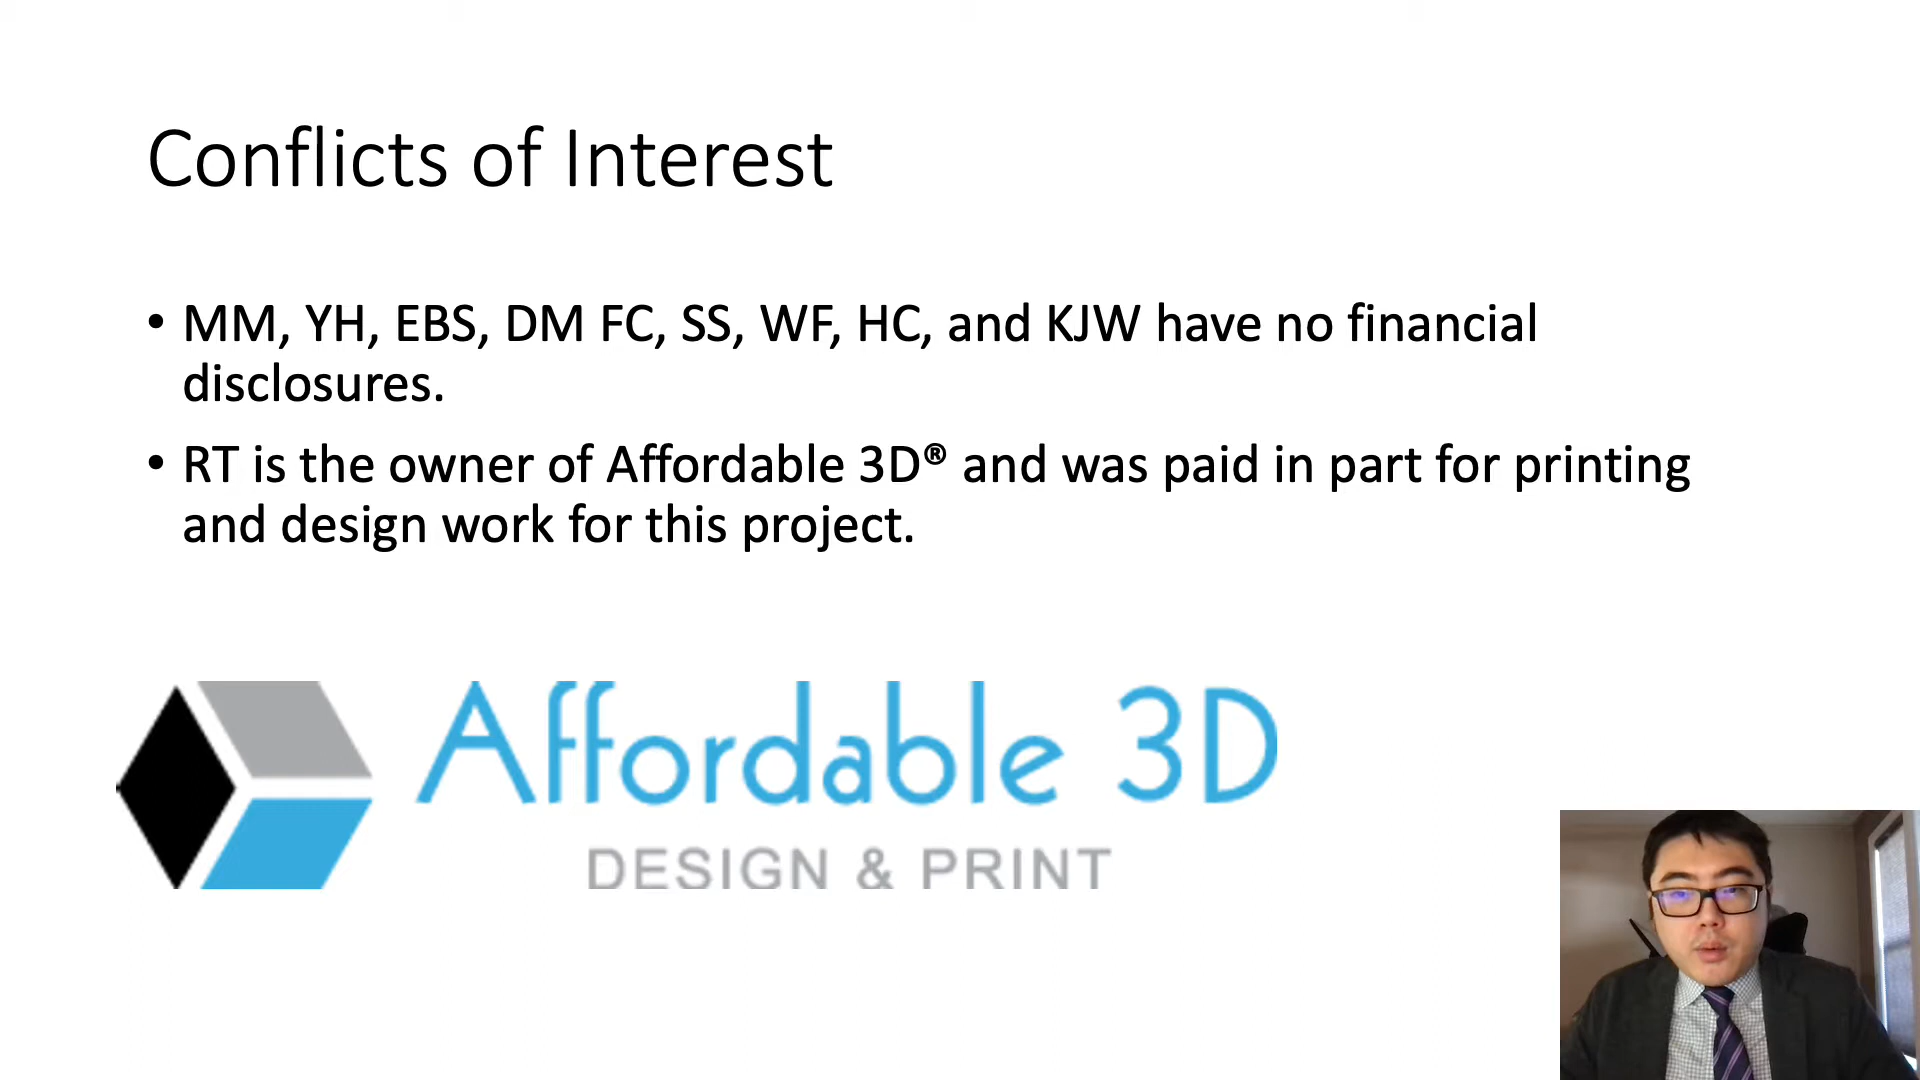 Conflicts of Interest
• MM, YH, EBS, DM FC, SS, WF, HC, and KJW have no financial
disclosures.
• RT is the owner of Affordable 3D® and was paid in part for printing
and design work for this project.
Affordable 3D
DESIGN & PRINT